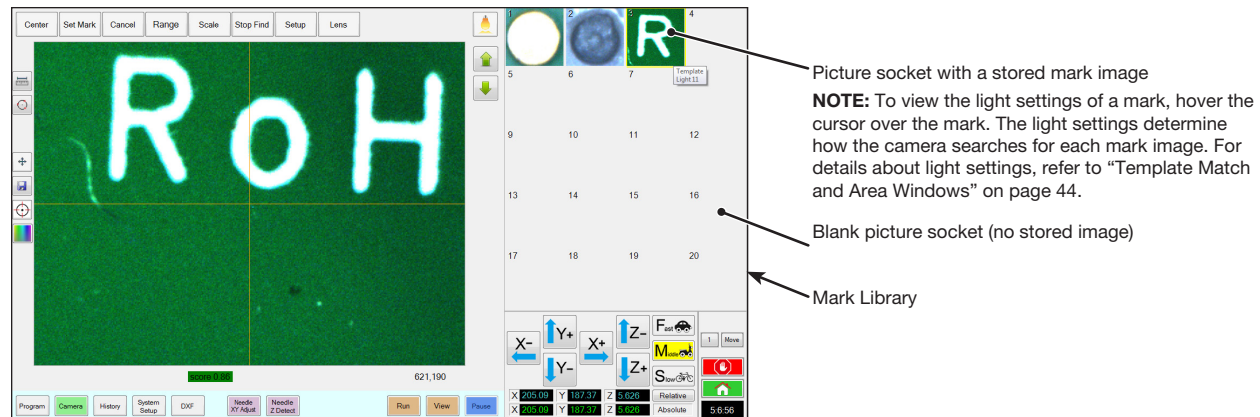 Center Set Mark Cancel Range Scale Stop Find Setup Lens
RoH
score 0.86
621,190
Program Camera History System Setup DXF Needle XY Adjust Needle Z Detect Run View Pause
1 2 3 4
R
Template
Light 11
5 6 7
9 10 11 12
13 14 15 16
17 18 19 20
X- Y+ Y- X+ Z- Z+
Fast
Middle
Slow
1 Move
X 205.09 Y 187.37 Z 5.626 Relative
X 205.09 Y 187.37 Z 5.626 Absolute
5:6:56
Picture socket with a stored mark image
NOTE: To view the light settings of a mark, hover the
cursor over the mark. The light settings determine
how the camera searches for each mark image. For
details about light settings, refer to “Template Match
and Area Windows” on page 44.
Blank picture socket (no stored image)
Mark Library